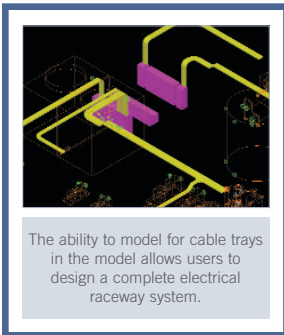 The ability to model for cable trays
in the model allows users to
design a complete electrical
raceway system.